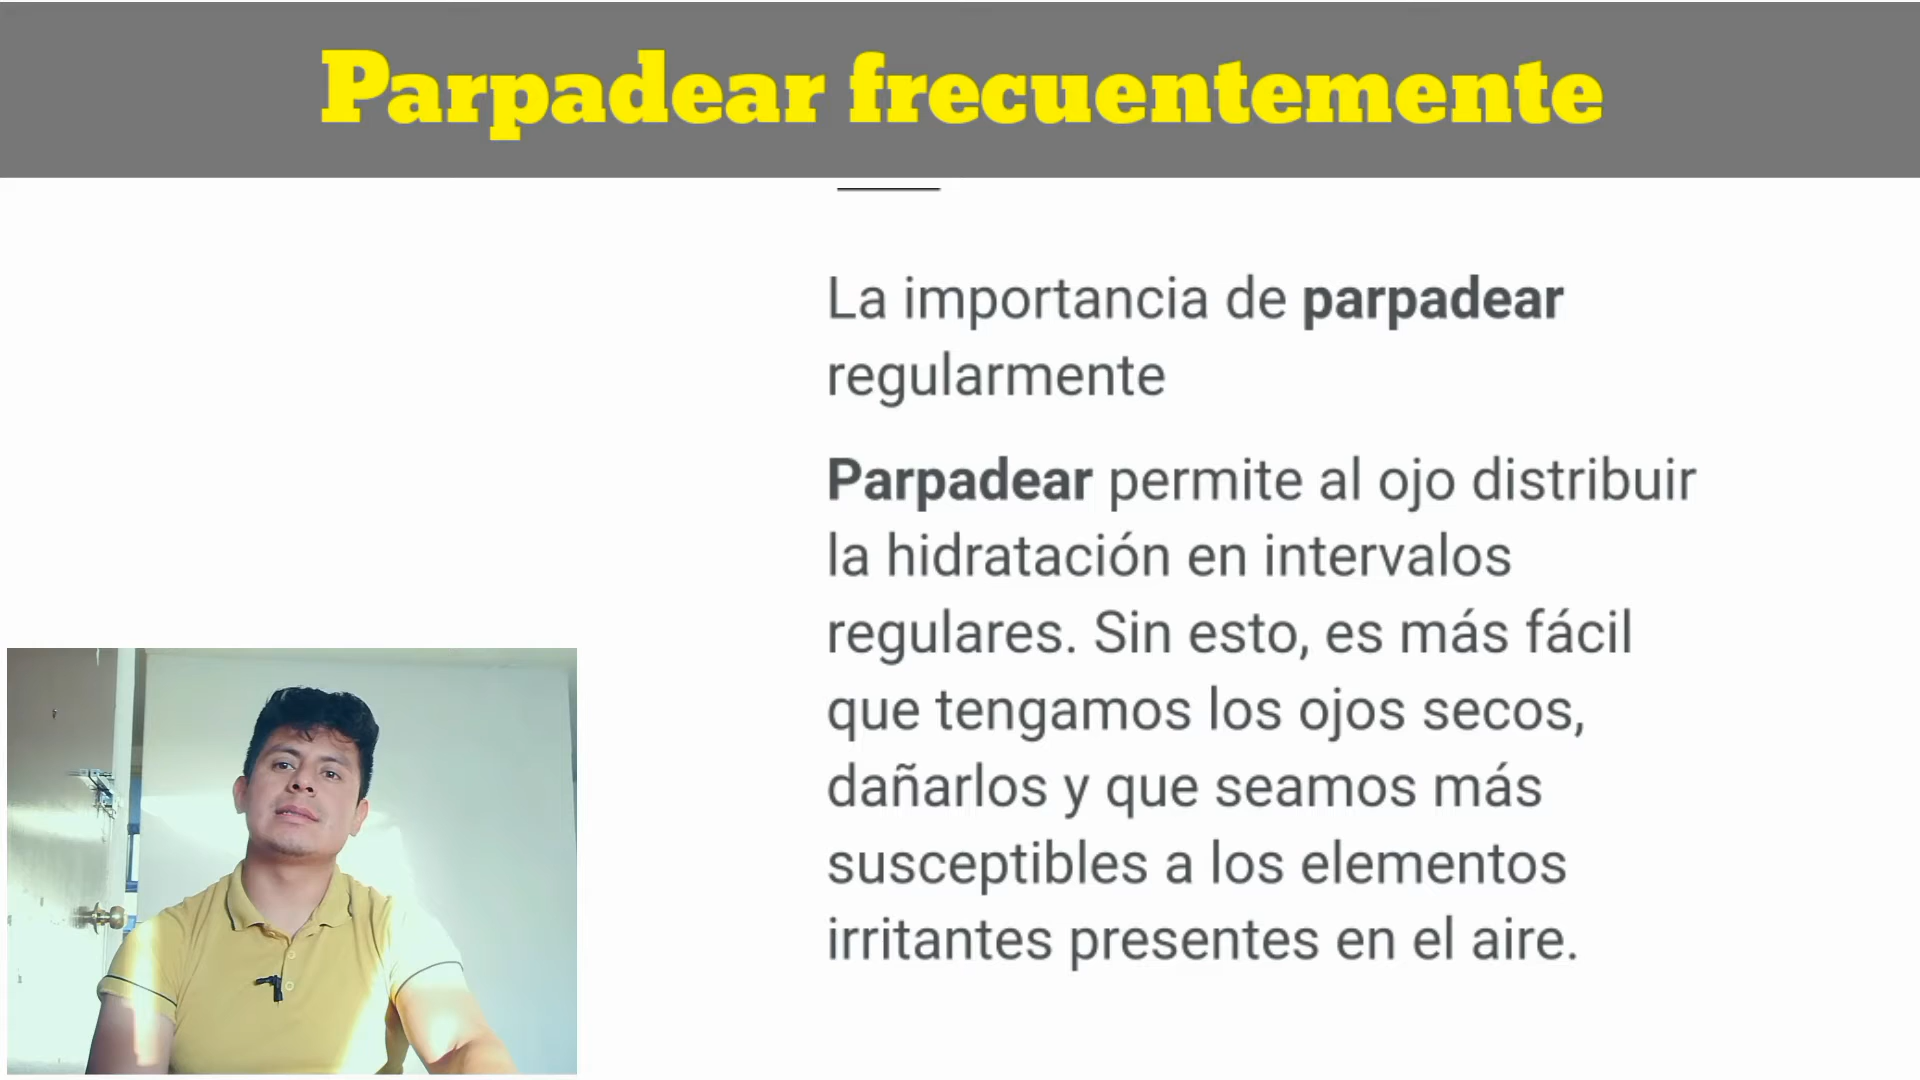 Parpadear frecuentemente
La importancia de parpadear
regularmente
Parpadear permite al ojo distribuir
la hidratación en intervalos
regulares. Sin esto, es más fácil
que tengamos los ojos secos,
dañarlos y que seamos más
susceptibles a los elementos
irritantes presentes en el aire.